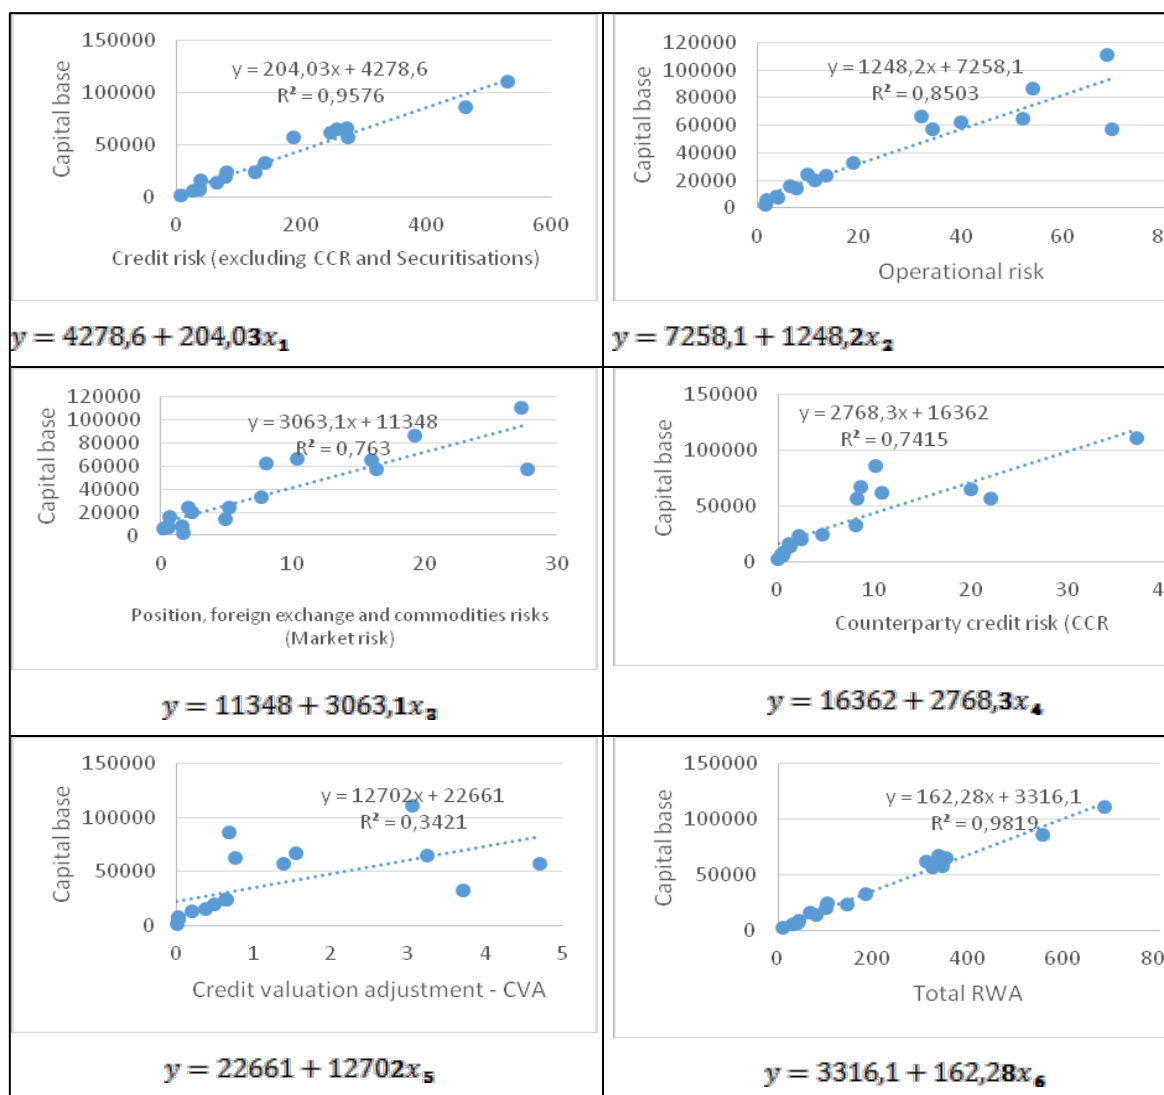 150000
100000
50000
0
Capital base
y = 204,03x + 4278,6
R² = 0,9576
0 200 400 600
Credit risk (excluding CCR and Securitisations)
y = 4278,6 + 204,03x₁
120000
100000
80000
60000
40000
20000
0
Capital base
y = 1248,2x + 7258,1
R² = 0,8503
0 20 40 60 8
Operational risk
y = 7258,1 + 1248,2x₂
120000
100000
80000
60000
40000
20000
0
Capital base
y = 3063,1x + 11348
R² = 0,763
0 10 20 30
Position, foreign exchange and commodities risks
(Market risk)
y = 11348 + 3063,1x₃
150000
100000
50000
0
Capital base
y = 2768,3x + 16362
R² = 0,7415
0 10 20 30 4
Counterparty credit risk (CCR
y = 16362 + 2768,3x₄
150000
100000
50000
0
Capital base
y = 12702x + 22661
R² = 0,3421
0 1 2 3 4 5
Credit valuation adjustment - CVA
y = 22661 + 12702x₅
150000
100000
50000
0
Capital base
y = 162,28x + 3316,1
R² = 0,9819
0 200 400 600 80
Total RWA
y = 3316,1 + 162,28x₆